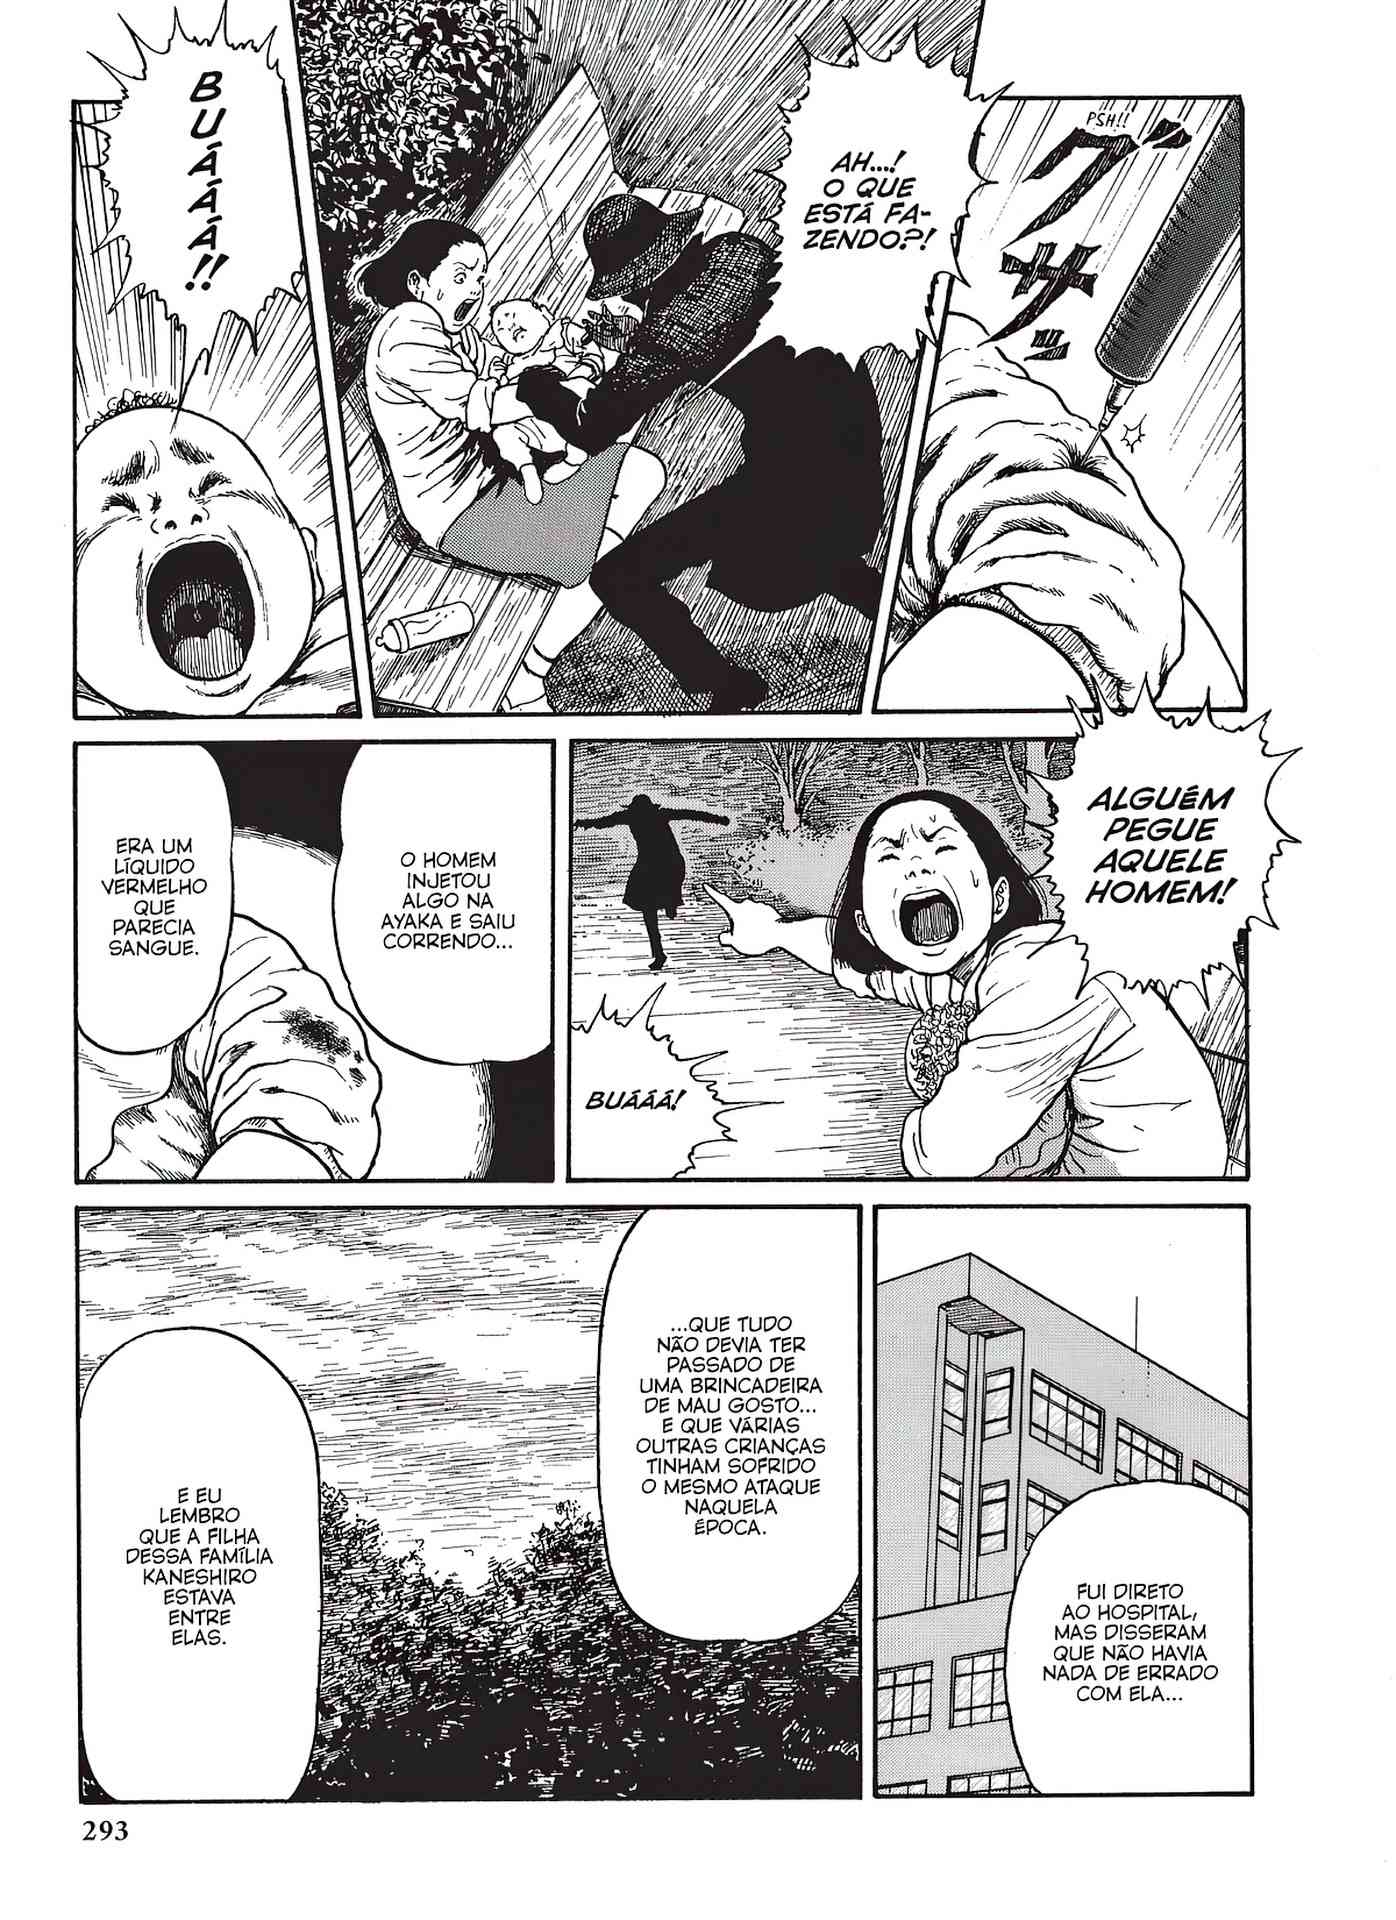 PSH!!
グサッ
AH...!
O QUE
ESTÁ FA-
ZENDO?!
BUÁÁÁ!!
ALGUÉM
PEGUE
AQUELE
HOMEM!
BUÁÁÁ!
O HOMEM
INJETOU
ALGO NA
AYAKA E SAIU
CORRENDO...
ERA UM
LÍQUIDO
VERMELHO
QUE
PARECIA
SANGUE.
FUI DIRETO
AO HOSPITAL,
MAS DISSERAM
QUE NÃO HAVIA
NADA DE ERRADO
COM ELA...
...QUE TUDO
NÃO DEVIA TER
PASSADO DE
UMA BRINCADEIRA
DE MAU GOSTO...
E QUE VÁRIAS
OUTRAS CRIANÇAS
TINHAM SOFRIDO
O MESMO ATAQUE
NAQUELA
ÉPOCA.
E EU
LEMBRO
QUE A FILHA
DESSA FAMÍLIA
KANESHIRO
ESTAVA
ENTRE
ELAS.
293